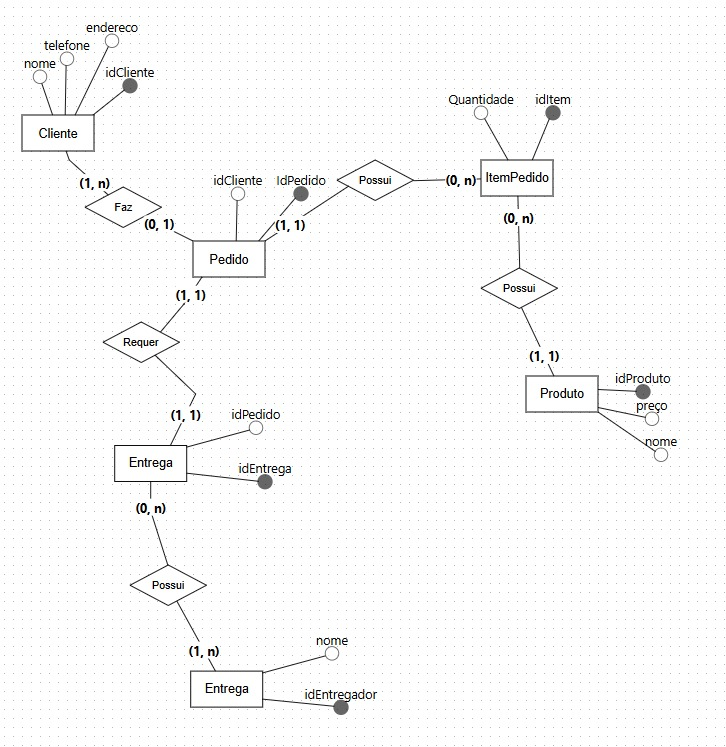 endereco
telefone
nome
idCliente
Cliente
(1, n)
Faz
(0, 1)
idCliente
IdPedido
Possui
(0, n)
(1, 1)
Pedido
Quantidade
idItem
ItemPedido
(0, n)
Possui
(1, 1)
Produto
idProduto
preço
nome
(1, 1)
Requer
(1, 1)
Entrega
idPedido
idEntrega
(0, n)
Possui
(1, n)
Entrega
nome
idEntregador